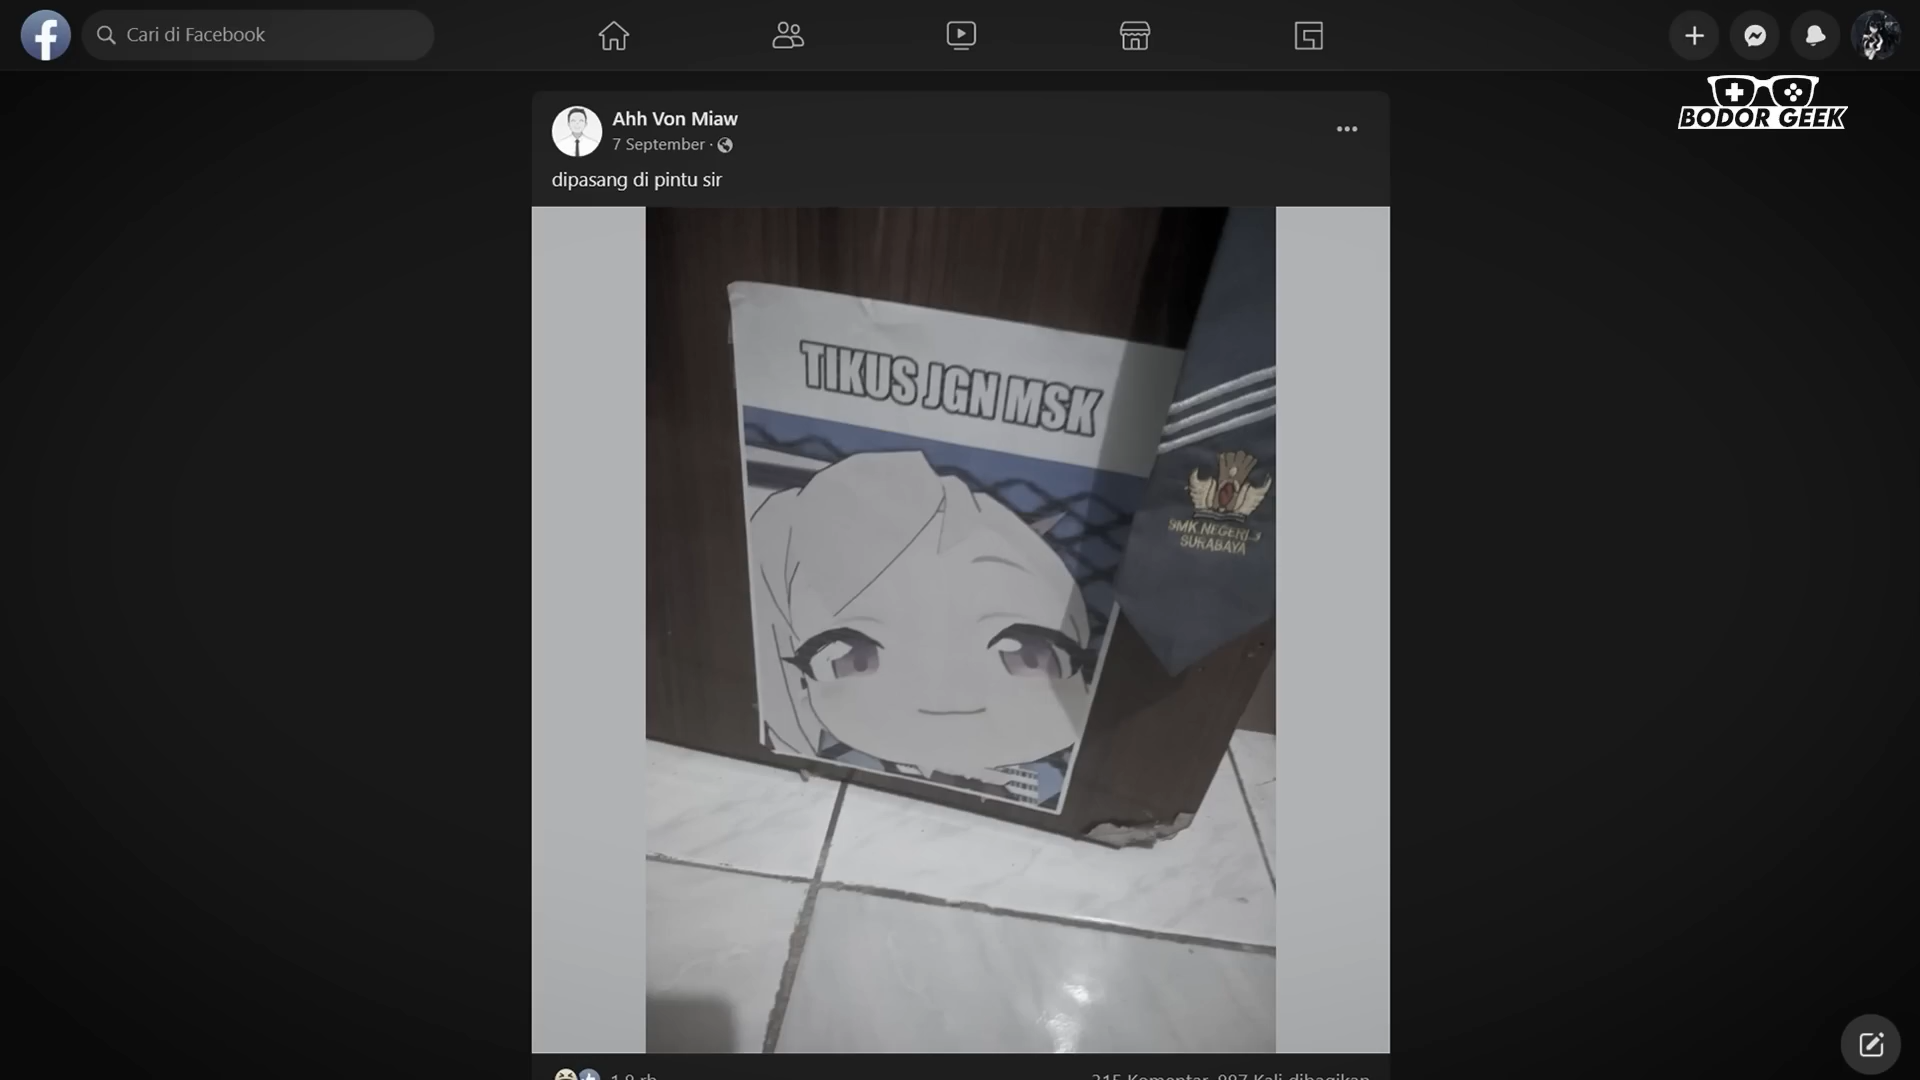 Cari di Facebook
BODOR GEEK
Ahh Von Miaw
7 September ·
dipasang di pintu sir
TIKUS JGN MSK
SMK NEGERI
SURABAYA